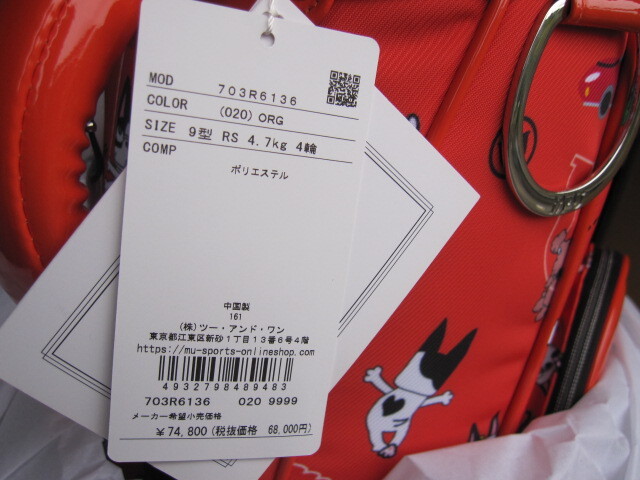 MOD 703R6136
COLOR (020) ORG
SIZE 9型 RS 4.7kg 4輪
COMP
ポリエステル
中国製
161
(株)ツー・アンド・ワン
東京都江東区新砂1丁目13番6号4階
https://mu-sports-onlineshop.com/
4932798489483
703R6136 020 9999
メーカー希望小売価格
￥74,800(税抜価格 68,000円)